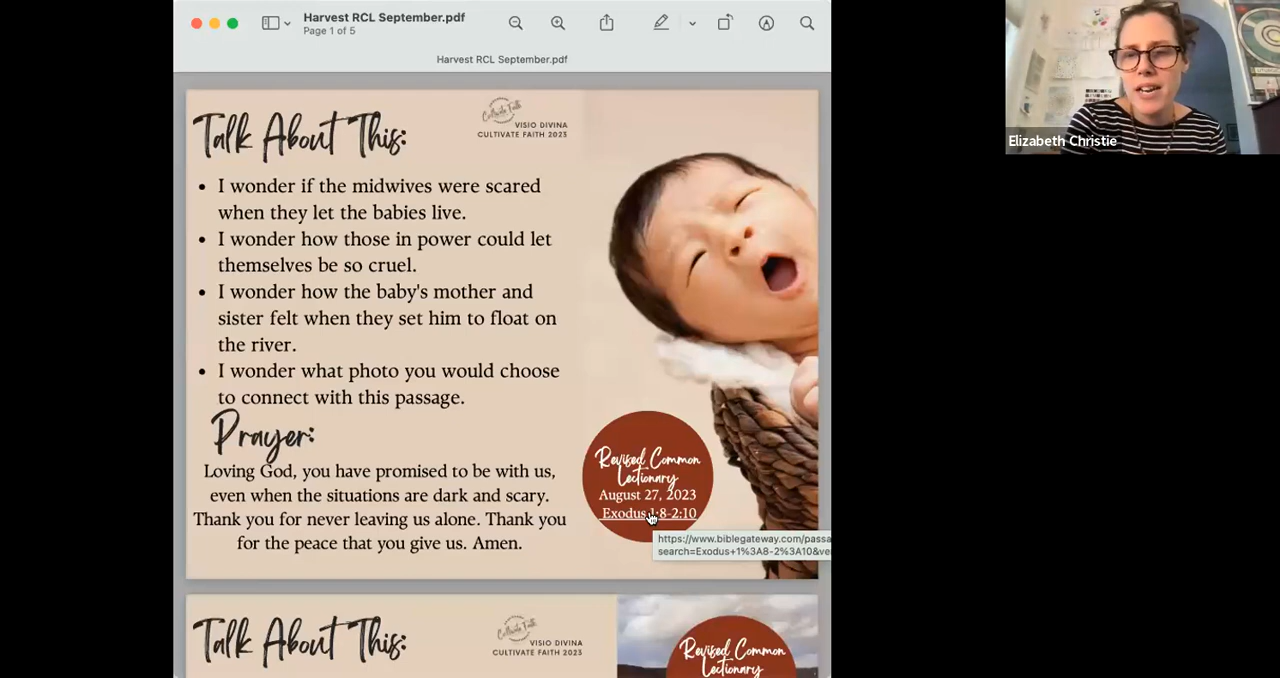 Harvest RCL September.pdf
Page 1 of 5
Harvest RCL September.pdf
Elizabeth Christie
Talk About This:
Cultivate Faith
VISIO DIVINA
CULTIVATE FAITH 2023
• I wonder if the midwives were scared
when they let the babies live.
• I wonder how those in power could let
themselves be so cruel.
• I wonder how the baby's mother and
sister felt when they set him to float on
the river.
• I wonder what photo you would choose
to connect with this passage.
Prayer:
Loving God, you have promised to be with us,
even when the situations are dark and scary.
Thank you for never leaving us alone. Thank you
for the peace that you give us. Amen.
Revised Common
Lectionary
August 27, 2023
Exodus 1:8-2:10
https://www.biblegateway.com/passa
search=Exodus+1%3A8-2%3A10&ve
Talk About This:
Cultivate Faith
VISIO DIVINA
CULTIVATE FAITH 2023
Revised Common
Lectionary